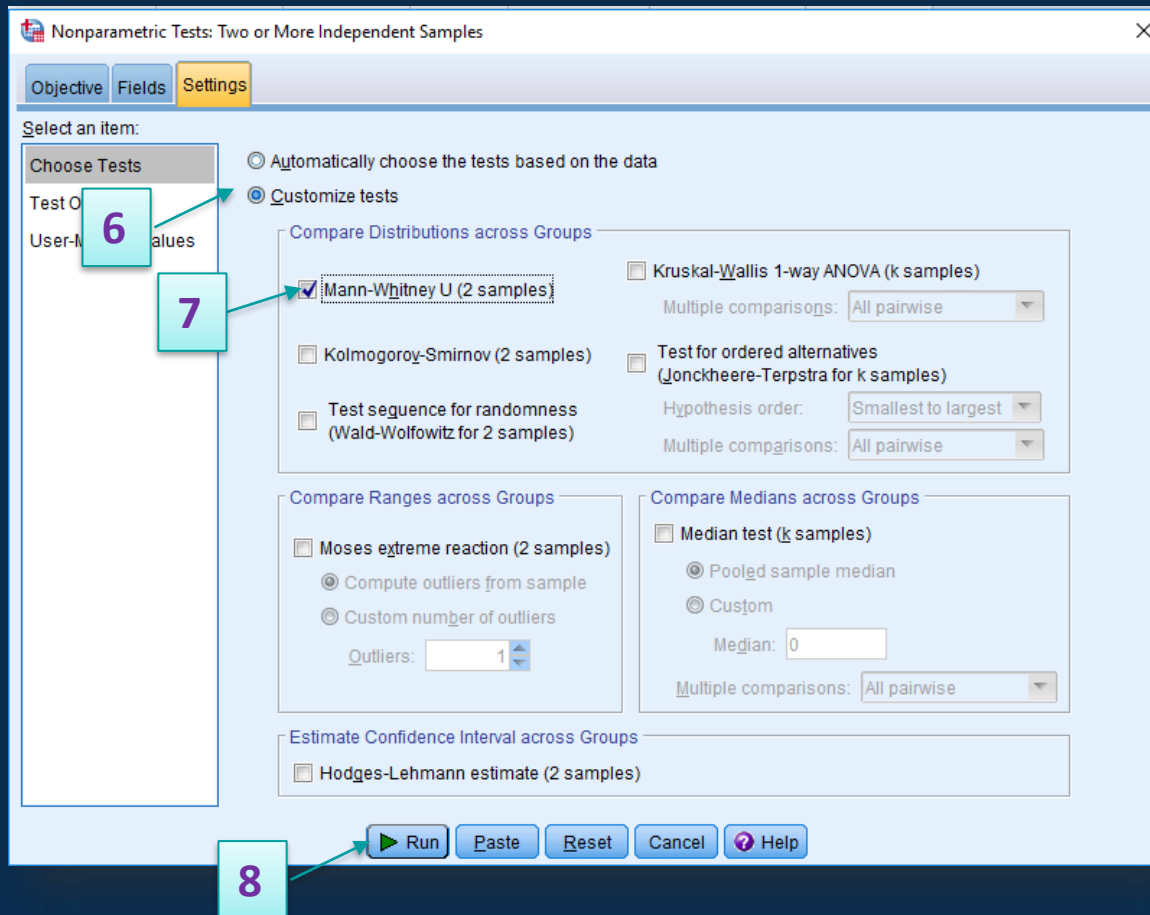 Nonparametric Tests: Two or More Independent Samples
Objective Fields Settings
Select an item:
Choose Tests
Test O
User-M alues
6
7
Automatically choose the tests based on the data
Customize tests
Compare Distributions across Groups
Mann-Whitney U (2 samples)
Kolmogorov-Smirnov (2 samples)
Test sequence for randomness
(Wald-Wolfowitz for 2 samples)
Kruskal-Wallis 1-way ANOVA (k samples)
Multiple comparisons: All pairwise
Test for ordered alternatives
(Jonckheere-Terpstra for k samples)
Hypothesis order: Smallest to largest
Multiple comparisons: All pairwise
Compare Ranges across Groups
Moses extreme reaction (2 samples)
Compute outliers from sample
Custom number of outliers
Outliers: 1
Compare Medians across Groups
Median test (k samples)
Pooled sample median
Custom
Median: 0
Multiple comparisons: All pairwise
Estimate Confidence Interval across Groups
Hodges-Lehmann estimate (2 samples)
Run Paste Reset Cancel Help
8